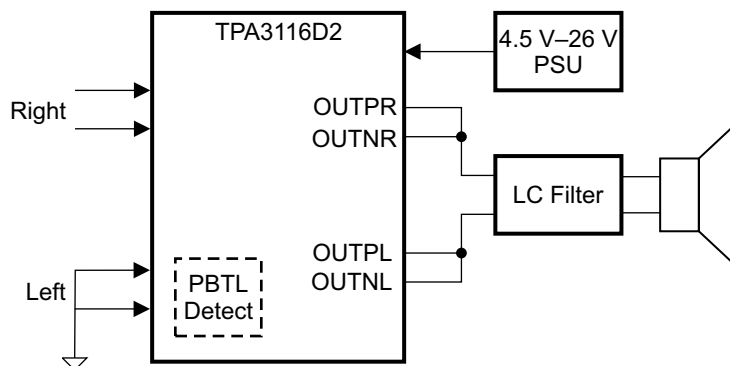 TPA3116D2
4.5 V–26 V
PSU
Right
OUTPR
OUTNR
LC Filter
OUTPL
OUTNL
Left
PBTL
Detect